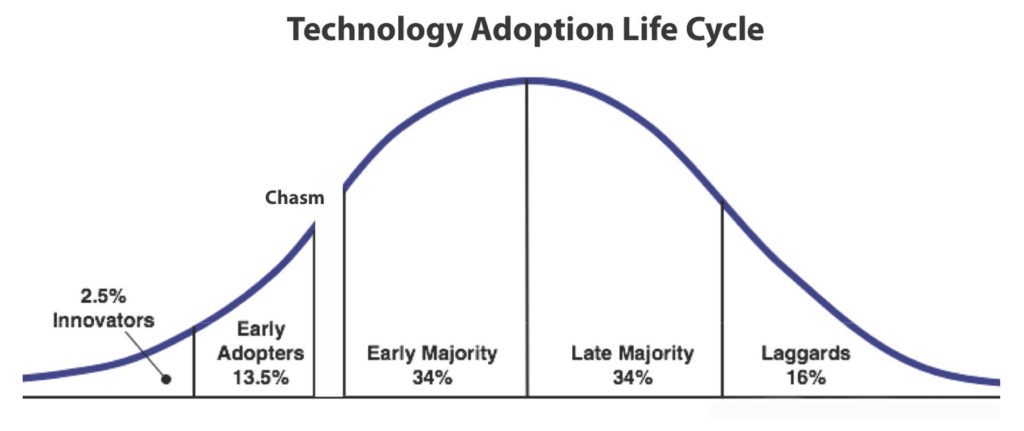 Technology Adoption Life Cycle
Chasm
2.5%
Innovators
Early
Adopters
13.5%
Early Majority
34%
Late Majority
34%
Laggards
16%